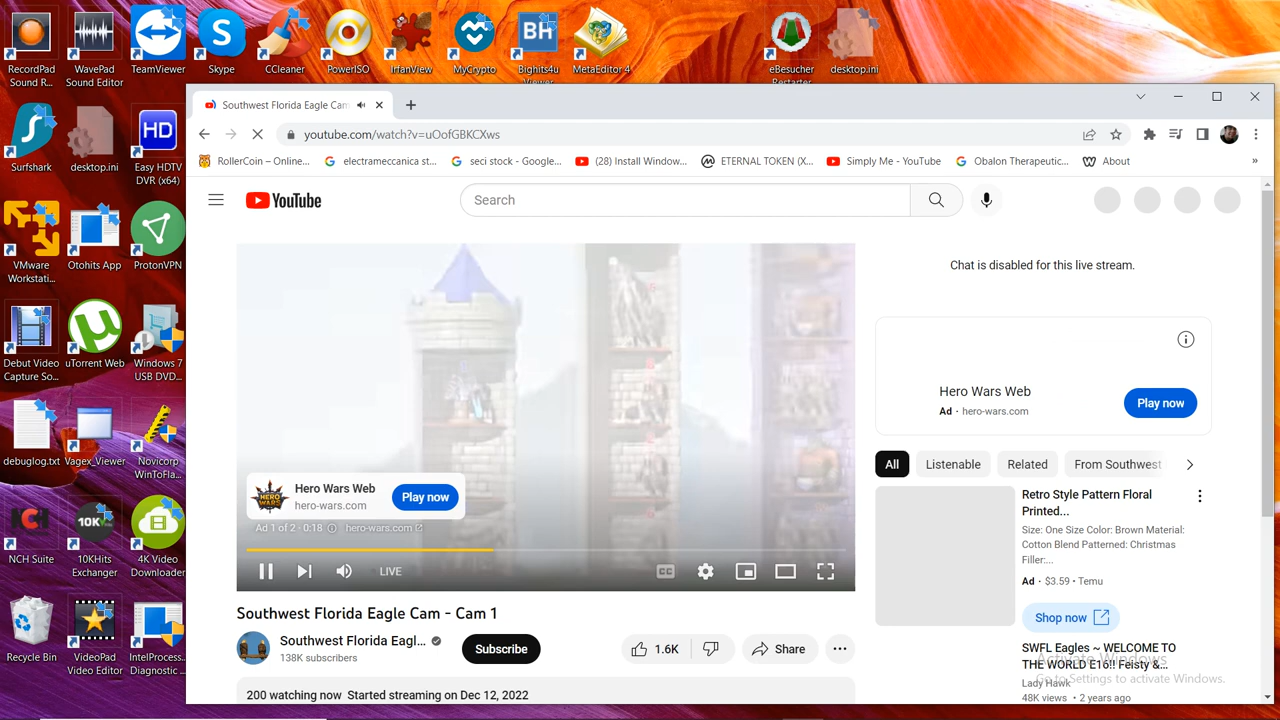 RecordPad
Sound R...
WavePad
Sound Editor
TeamViewer
Skype
CCleaner
PowerISO
IrfanView
MyCrypto
BH
Bighits4u
Viewer
MetaEditor 4
eBesucher
Restarter
desktop.ini
Surfshark
desktop.ini
HD
Easy HDTV
DVR (x64)
VMware
Workstati...
Otohits App
ProtonVPN
Debut Video
Capture So...
uTorrent Web
Windows 7
USB DVD...
debuglog.txt
Vagex_Viewer
Novicorp
WinToFla...
NCH
NCH Suite
10K
10KHits
Exchanger
4K Video
Downloader
Recycle Bin
VideoPad
Video Editor
IntelProcess...
Diagnostic ...
Southwest Florida Eagle Cam
youtube.com/watch?v=uOofGBKCXws
RollerCoin – Online...
electrameccanica st...
seci stock - Google...
(28) Install Window...
ETERNAL TOKEN (X...
Simply Me - YouTube
Obalon Therapeutic...
About
»
YouTube
Search
Chat is disabled for this live stream.
Hero Wars Web
hero-wars.com
Play now
Ad 1 of 2 · 0:18
hero-wars.com
LIVE
CC
Hero Wars Web
Ad · hero-wars.com
Play now
All
Listenable
Related
From Southwest
Retro Style Pattern Floral
Printed...
Size: One Size Color: Brown Material:
Cotton Blend Patterned: Christmas
Filler:...
Ad · $3.59 · Temu
Shop now
SWFL Eagles ~ WELCOME TO
THE WORLD E16!! Feisty &...
Lady Hawk
48K views · 2 years ago
Activate Windows
Go to Settings to activate Windows.
Southwest Florida Eagle Cam - Cam 1
Southwest Florida Eagl...
138K subscribers
Subscribe
1.6K
Share
200 watching now Started streaming on Dec 12, 2022